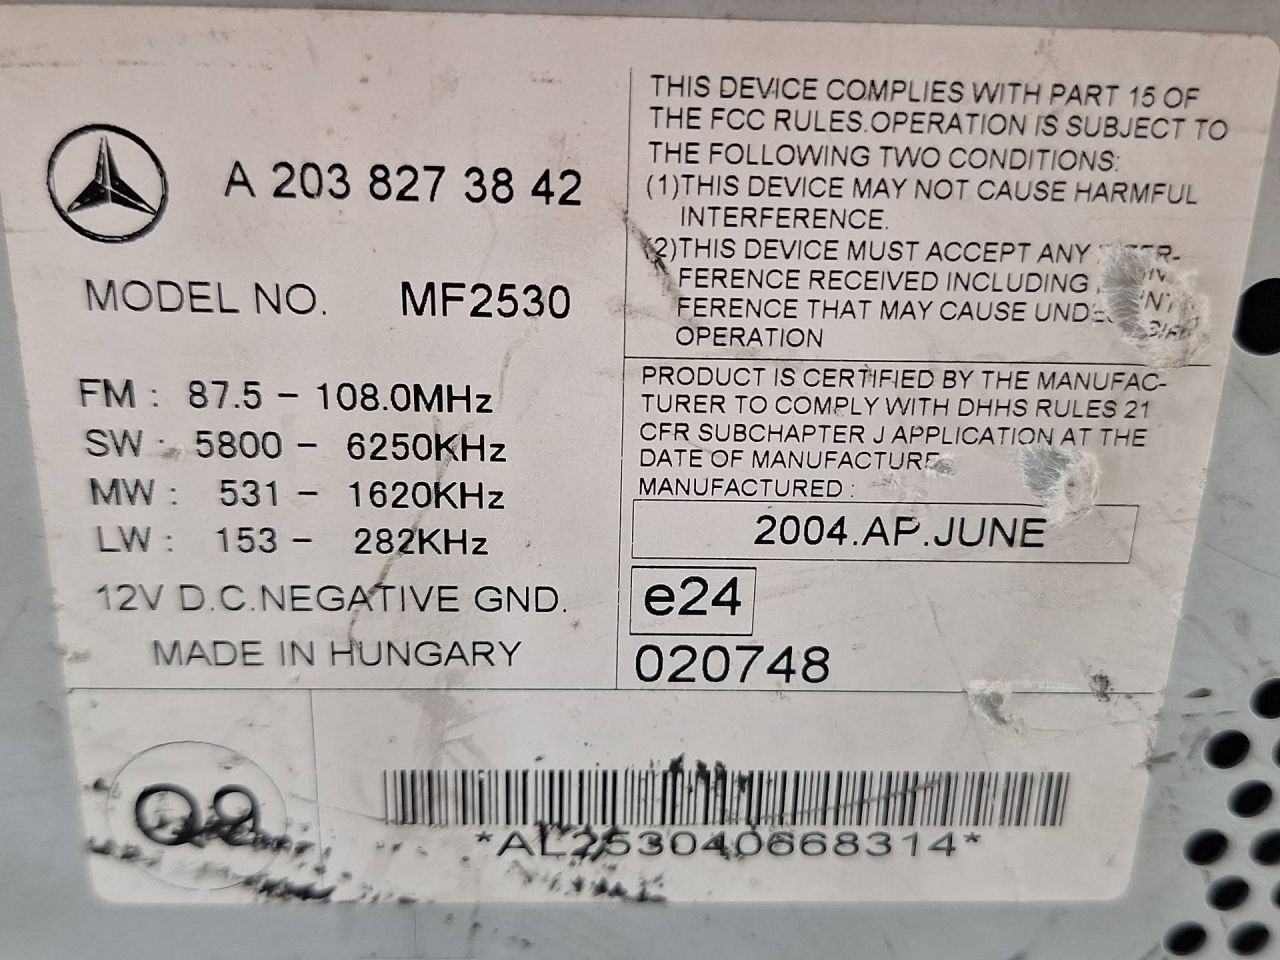 A 203 827 38 42
MODEL NO. MF2530
FM : 87.5 - 108.0MHz
SW : 5800 - 6250KHz
MW : 531 - 1620KHz
LW : 153 - 282KHz
12V D.C.NEGATIVE GND.
MADE IN HUNGARY
THIS DEVICE COMPLIES WITH PART 15 OF
THE FCC RULES.OPERATION IS SUBJECT TO
THE FOLLOWING TWO CONDITIONS:
(1)THIS DEVICE MAY NOT CAUSE HARMFUL
INTERFERENCE.
(2)THIS DEVICE MUST ACCEPT ANY
FERENCE RECEIVED INCLUDING
FERENCE THAT MAY CAUSE
OPERATION
PRODUCT IS CERTIFIED BY THE MANUFAC-
TURER TO COMPLY WITH DHHS RULES 21
CFR SUBCHAPTER J APPLICATION AT THE
DATE OF MANUFACTURE
MANUFACTURED :
2004.AP.JUNE
e24
020748
Q9
*AL253040668314*